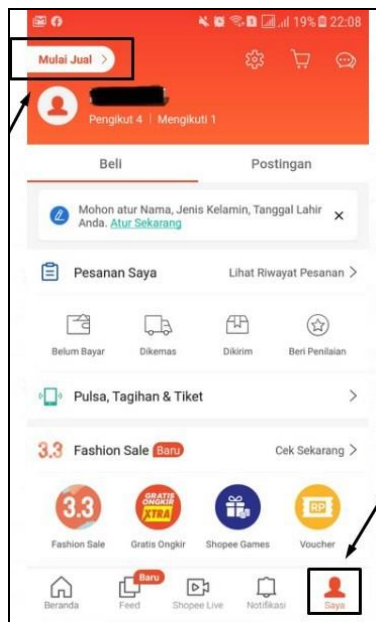 19% 22:08
Mulai Jual >
Pengikut 4 | Mengikuti 1
Beli Postingan
Mohon atur Nama, Jenis Kelamin, Tanggal Lahir
Anda. Atur Sekarang
Pesanan Saya Lihat Riwayat Pesanan >
Belum Bayar Dikemas Dikirim Beri Penilaian
Pulsa, Tagihan & Tiket >
3.3 Fashion Sale Baru Cek Sekarang >
3.3 GRATIS ONGKIR XTRA RP
Fashion Sale Gratis Ongkir Shopee Games Voucher
Baru
Beranda Feed Shopee Live Notifikasi Saya